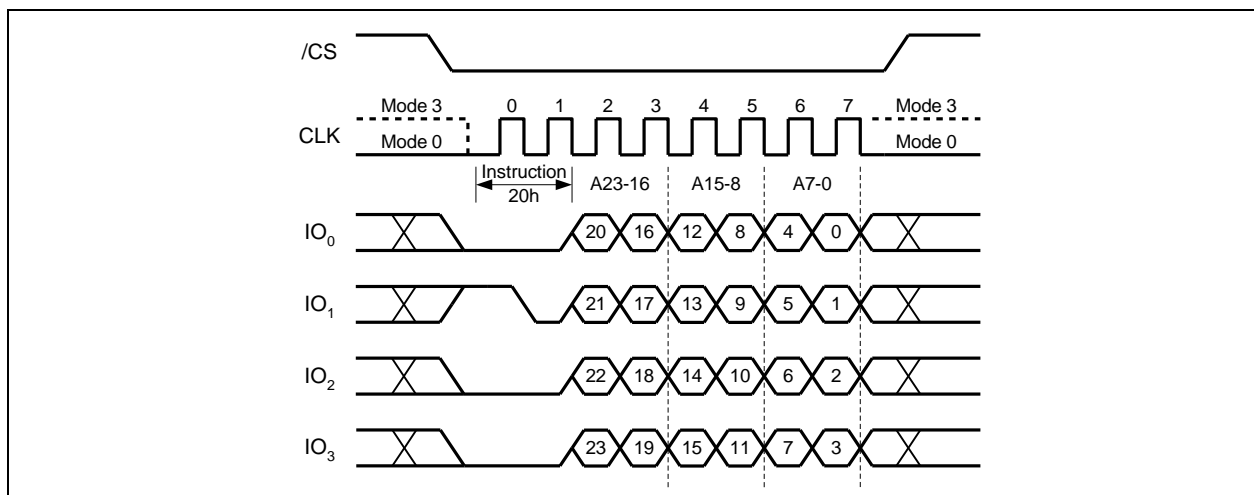 /CS
Mode 3 0 1 2 3 4 5 6 7 Mode 3
CLK
Mode 0 Mode 0
Instruction
20h
A23-16 A15-8 A7-0
IO0 20 16 12 8 4 0
IO1 21 17 13 9 5 1
IO2 22 18 14 10 6 2
IO3 23 19 15 11 7 3